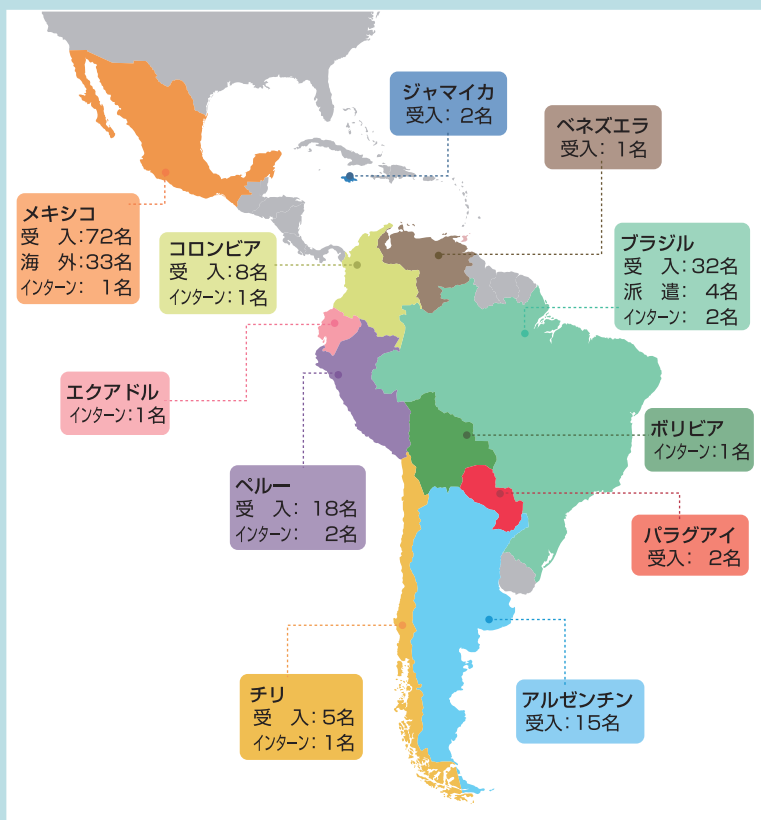 ジャマイカ
受入： 2名
ベネズエラ
受入： 1名
メキシコ
受　入：72名
海　外：33名
インターン： 1名
コロンビア
受　入：8名
インターン：1名
ブラジル
受　入：32名
派　遣： 4名
インターン： 2名
エクアドル
インターン：1名
ボリビア
インターン：1名
ペルー
受　入： 18名
インターン： 2名
パラグアイ
受入： 2名
チリ
受　入：5名
インターン：1名
アルゼンチン
受入：15名